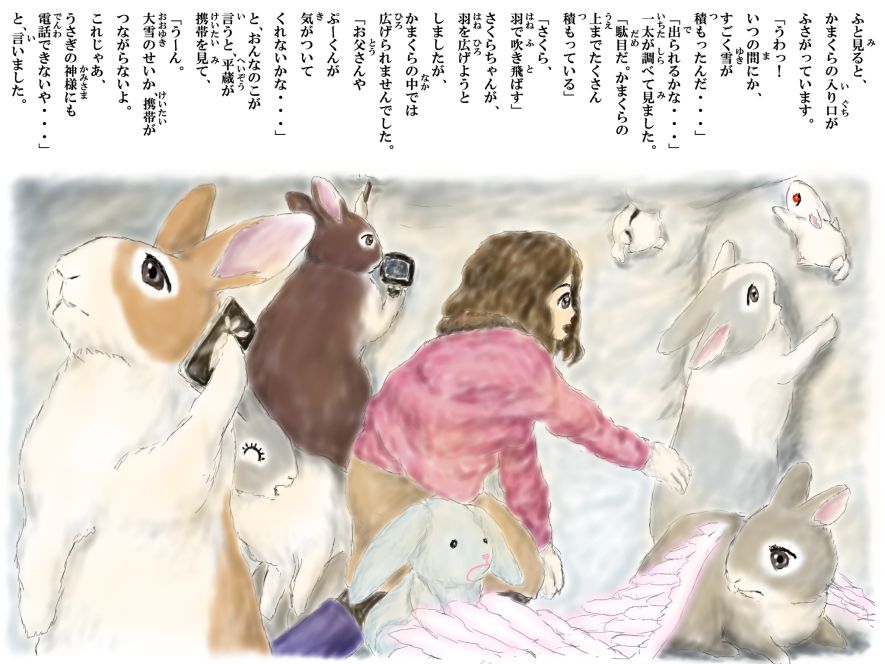 ふと見ると、
かまくらの入り口が
ふさがっています。
「うわっ！
いつの間にか、
すごく雪が
積もったんだ・・・」
「出られるかな・・・」
一太が調べて見ました。
「駄目だ。かまくらの
上までたくさん
積もっている」
「さくら、
羽で吹き飛ばす」
さくらちゃんが、
羽を広げようと
しましたが、
かまくらの中では
広げられませんでした。
「お父さんや
ぷーくんが
気がついて
くれないかな・・・」
と、おんなのこが
言うと、平蔵が
携帯を見て、
「うーん。
大雪のせいか、携帯が
つながらないよ。
これじゃあ、
うさぎの神様にも
電話できないや・・・」
と、言いました。